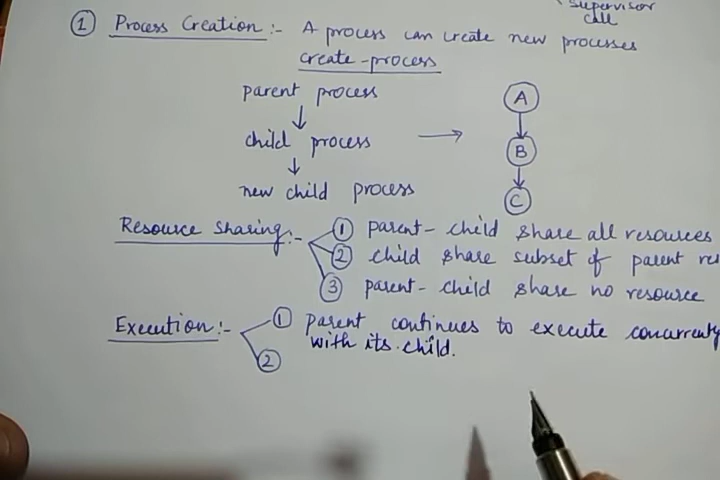 supervisor
call
① Process Creation :- A process can create new processes
create-process
parent process
↓
child process → A
↓
new child process B
C
Resource sharing :- ① parent - child share all resources
② child share subset of parent
③ parent - child share no resource
Execution :- ① parent continues to execute
with its child.
②